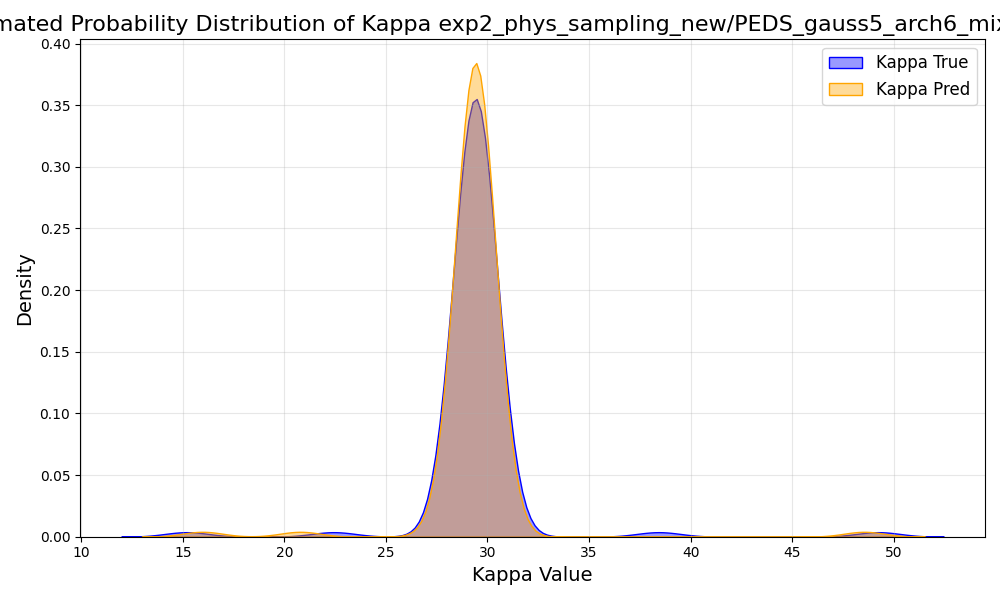 mated Probability Distribution of Kappa exp2_phys_sampling_new/PEDS_gauss5_arch6_mix
Kappa True
Kappa Pred
0.40
0.35
0.30
0.25
0.20
0.15
0.10
0.05
0.00
Density
10 15 20 25 30 35 40 45 50
Kappa Value